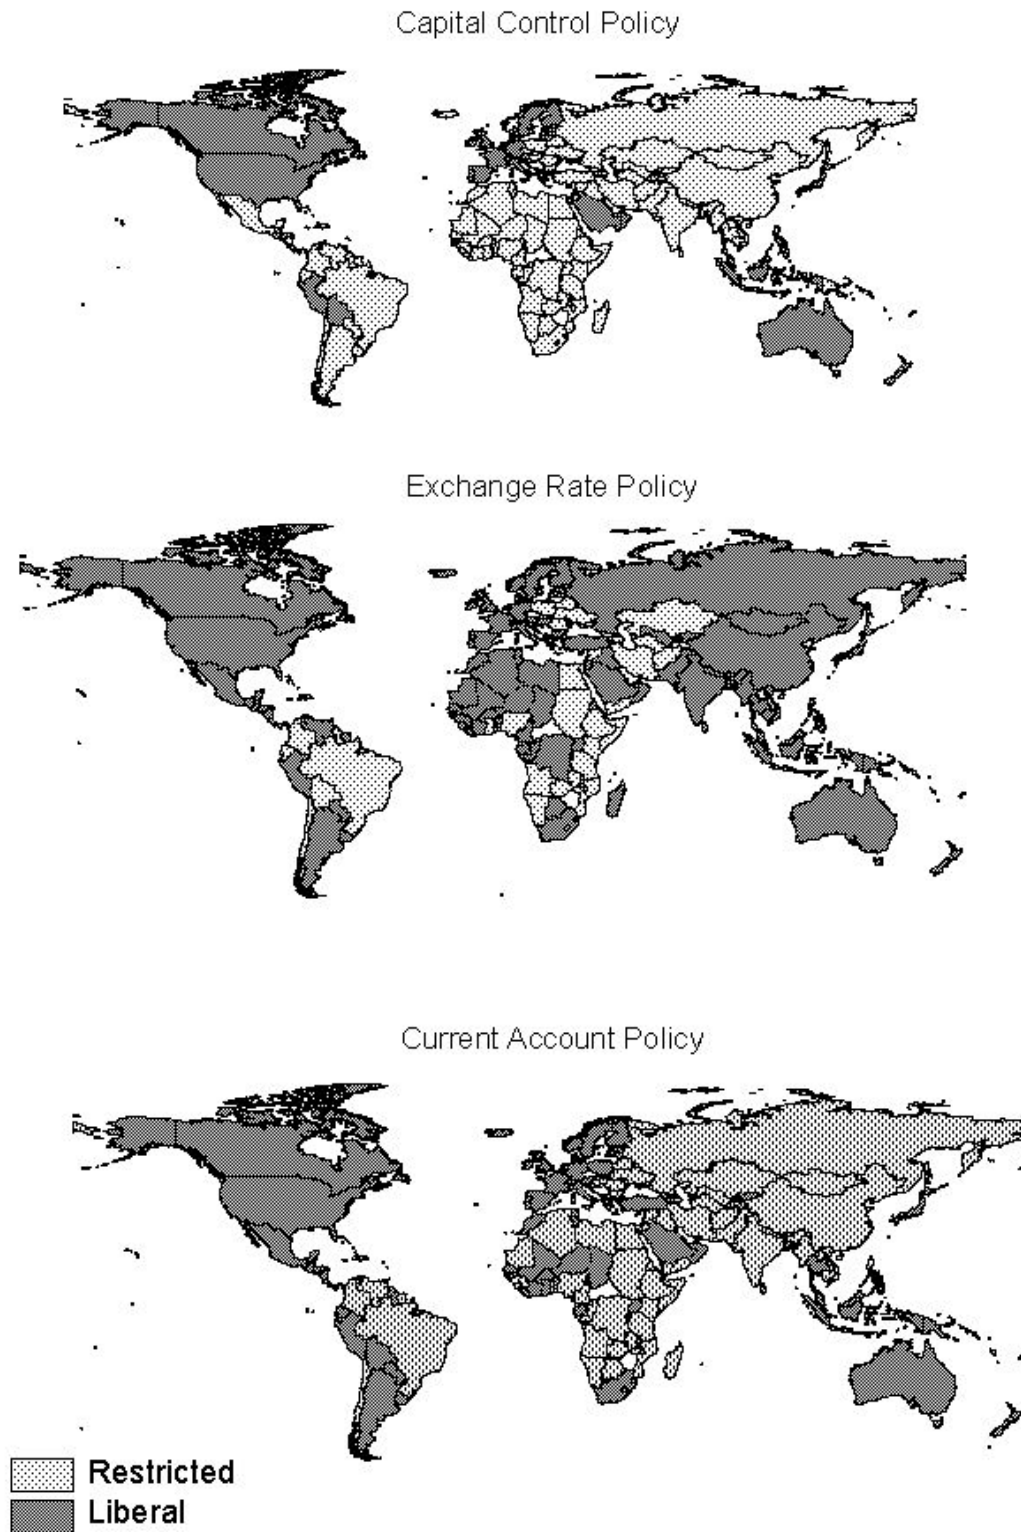 Capital Control Policy
Exchange Rate Policy
Current Account Policy
Restricted
Liberal